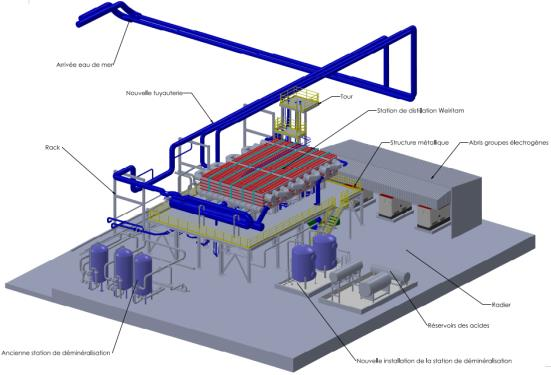 Arrivée eau de mer
Nouvelle tuyauterie
Tour
Station de distillation Weiritam
Structure métallique
Abris groupes électrogènes
Rack
Radier
Réservoirs des acides
Ancienne station de déminéralisation
Nouvelle installation de la station de déminéralisation